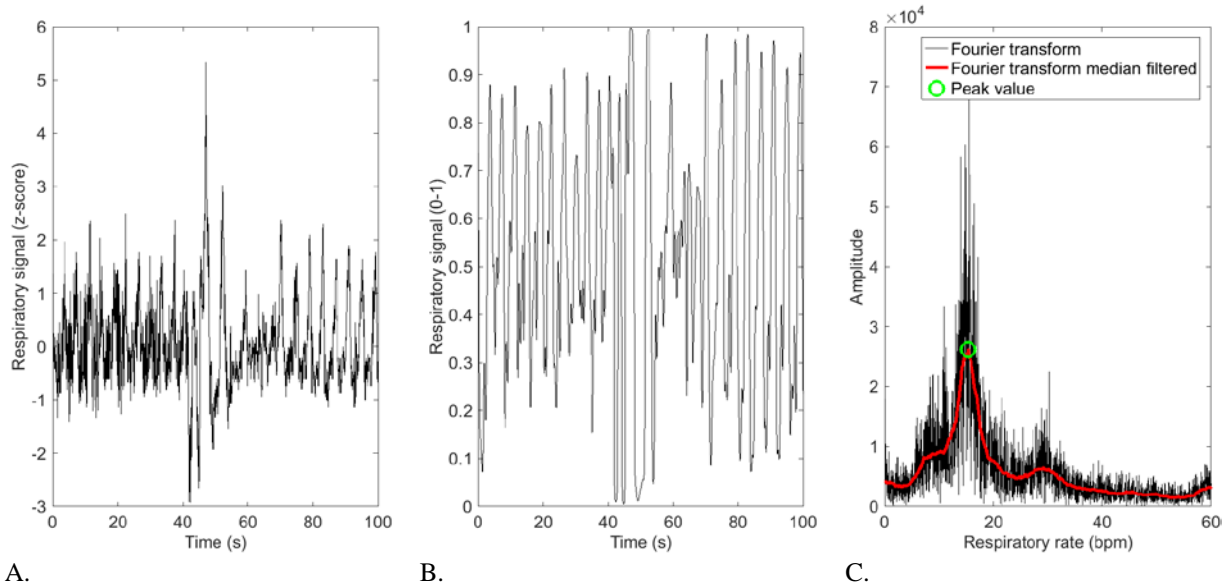 Respiratory signal (z-score)
6
5
4
3
2
1
0
-1
-2
-3
0 20 40 60 80 100
Time (s)
A.
Respiratory signal (0-1)
1
0.9
0.8
0.7
0.6
0.5
0.4
0.3
0.2
0.1
0
0 20 40 60 80 100
Time (s)
B.
×10⁴
Amplitude
8
7
6
5
4
3
2
1
0
0 20 40 60
Respiratory rate (bpm)
Fourier transform
Fourier transform median filtered
Peak value
C.